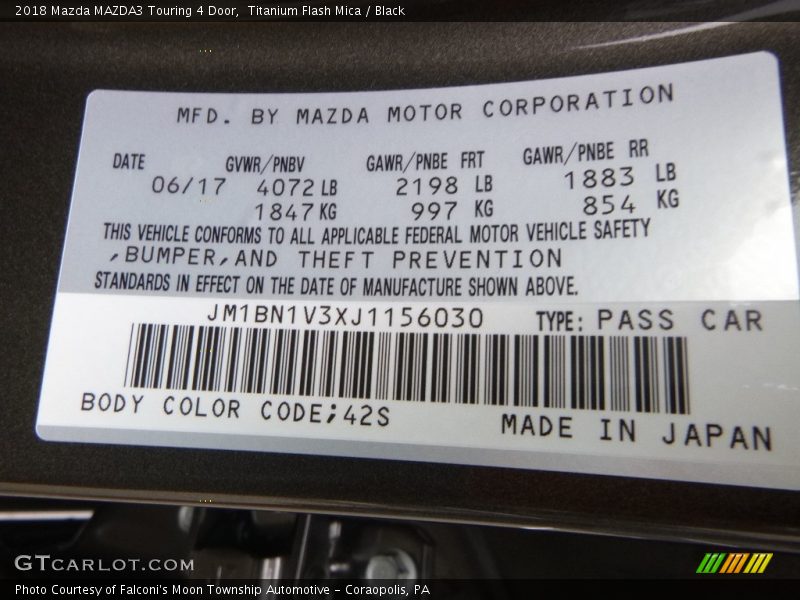 2018 Mazda MAZDA3 Touring 4 Door,  Titanium Flash Mica / Black
MFD. BY MAZDA MOTOR CORPORATION
DATE GVWR/PNBV GAWR/PNBE FRT GAWR/PNBE RR
06/17 4072 LB 2198 LB 1883 LB
1847 KG 997 KG 854 KG
THIS VEHICLE CONFORMS TO ALL APPLICABLE FEDERAL MOTOR VEHICLE SAFETY
,BUMPER,AND THEFT PREVENTION
STANDARDS IN EFFECT ON THE DATE OF MANUFACTURE SHOWN ABOVE.
JM1BN1V3XJ1156030 TYPE: PASS CAR
BODY COLOR CODE;42S MADE IN JAPAN
GTCARLOT.COM
Photo Courtesy of Falconi's Moon Township Automotive – Coraopolis, PA